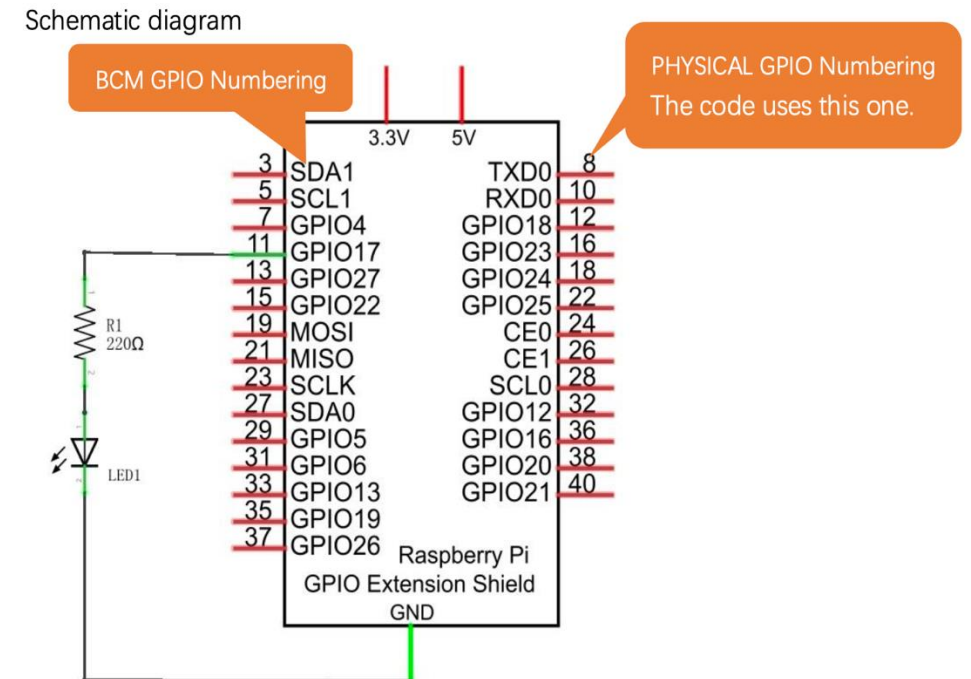 Schematic diagram
BCM GPIO Numbering
PHYSICAL GPIO Numbering
The code uses this one.
3.3V 5V
3 SDA1 TXD0 8
5 SCL1 RXD0 10
7 GPIO4 GPIO18 12
11 GPIO17 GPIO23 16
13 GPIO27 GPIO24 18
15 GPIO22 GPIO25 22
19 MOSI CE0 24
21 MISO CE1 26
23 SCLK SCL0 28
27 SDA0 GPIO12 32
29 GPIO5 GPIO16 36
31 GPIO6 GPIO20 38
33 GPIO13 GPIO21 40
35 GPIO19
37 GPIO26
Raspberry Pi
GPIO Extension Shield
GND
1
R1
220Ω
2
1
LED1
2